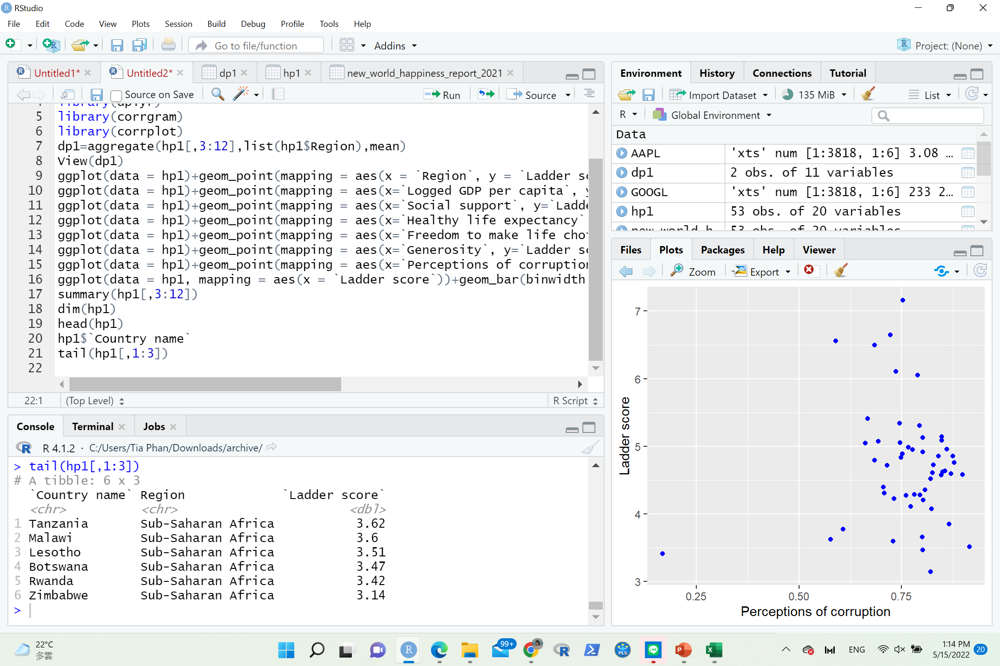 RStudio
File Edit Code View Plots Session Build Debug Profile Tools Help
Go to file/function Addins Project: (None)
Untitled1* Untitled2* dp1 hp1 new_world_happiness_report_2021
Source on Save Run Source
5 library(corrgram)
6 library(corrplot)
7 dp1=aggregate(hp1[,3:12],list(hp1$Region),mean)
8 View(dp1)
9 ggplot(data = hp1)+geom_point(mapping = aes(x = `Region`, y = `Ladder s
10 ggplot(data = hp1)+geom_point(mapping = aes(x=`Logged GDP per capita`,
11 ggplot(data = hp1)+geom_point(mapping = aes(x=`Social support`, y=`Ladde
12 ggplot(data = hp1)+geom_point(mapping = aes(x=`Healthy life expectancy`
13 ggplot(data = hp1)+geom_point(mapping = aes(x=`Freedom to make life cho
14 ggplot(data = hp1)+geom_point(mapping = aes(x=`Generosity`, y=`Ladder s
15 ggplot(data = hp1)+geom_point(mapping = aes(x=`Perceptions of corruption
16 ggplot(data = hp1, mapping = aes(x = `Ladder score`))+geom_bar(binwidth
17 summary(hp1[,3:12])
18 dim(hp1)
19 head(hp1)
20 hp1$`Country name`
21 tail(hp1[,1:3])
22
22:1 (Top Level) R Script
Console Terminal Jobs
R 4.1.2 · C:/Users/Tia Phan/Downloads/archive/
> tail(hp1[,1:3])
# A tibble: 6 x 3
`Country name` Region `Ladder score`
<chr> <chr> <dbl>
1 Tanzania Sub-Saharan Africa 3.62
2 Malawi Sub-Saharan Africa 3.6
3 Lesotho Sub-Saharan Africa 3.51
4 Botswana Sub-Saharan Africa 3.47
5 Rwanda Sub-Saharan Africa 3.42
6 Zimbabwe Sub-Saharan Africa 3.14
>
Environment History Connections Tutorial
Import Dataset 135 MiB List
R Global Environment
Data
AAPL 'xts' num [1:3818, 1:6] 3.08 …
dp1 2 obs. of 11 variables
GOOGL 'xts' num [1:3818, 1:6] 233 2…
hp1 53 obs. of 20 variables
Files Plots Packages Help Viewer
Zoom Export
7
6
5
4
3
Ladder score
0.25 0.50 0.75
Perceptions of corruption
22°C
多雲
99+
PLS
LINE
ENG
1:14 PM
5/15/2022
20